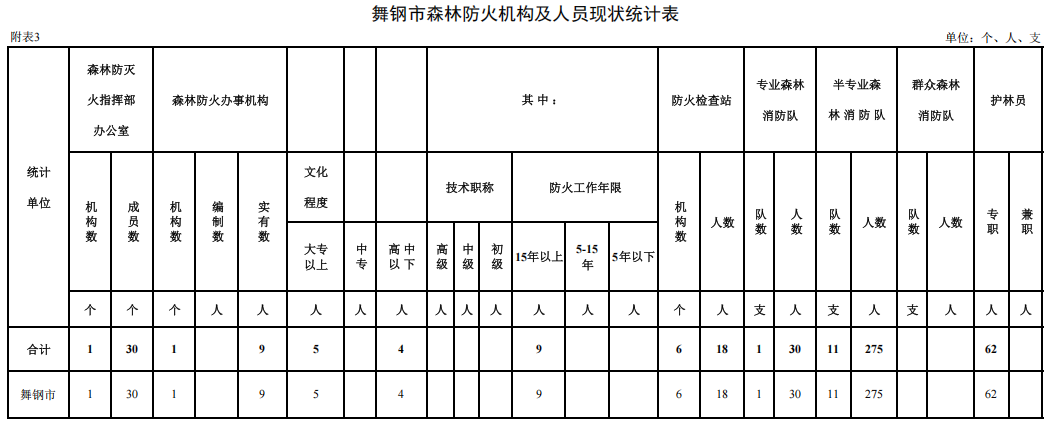 舞钢市森林防火机构及人员现状统计表
附表3 单位：个、人、支
统计
单位
森林防灭
火指挥部
办公室
森林防火办事机构
其中：
防火检查站
专业森林
消防队
半专业森
林消防队
群众森林
消防队
护林员
文化
程度
技术职称
防火工作年限
机构数 成员数 机构数 编制数 实有数 大专以上 中专 高中以下 高级 中级 初级 15年以上 5-15年 5年以下 机构数 人数 队数 人数 队数 人数 队数 人数 专职 兼职
个 个 个 人 人 人 人 人 人 人 人 人 人 人 个 人 支 人 支 人 支 人 人 人
合计 1 30 1 9 5 4 9 6 18 1 30 11 275 62
舞钢市 1 30 1 9 5 4 9 6 18 1 30 11 275 62